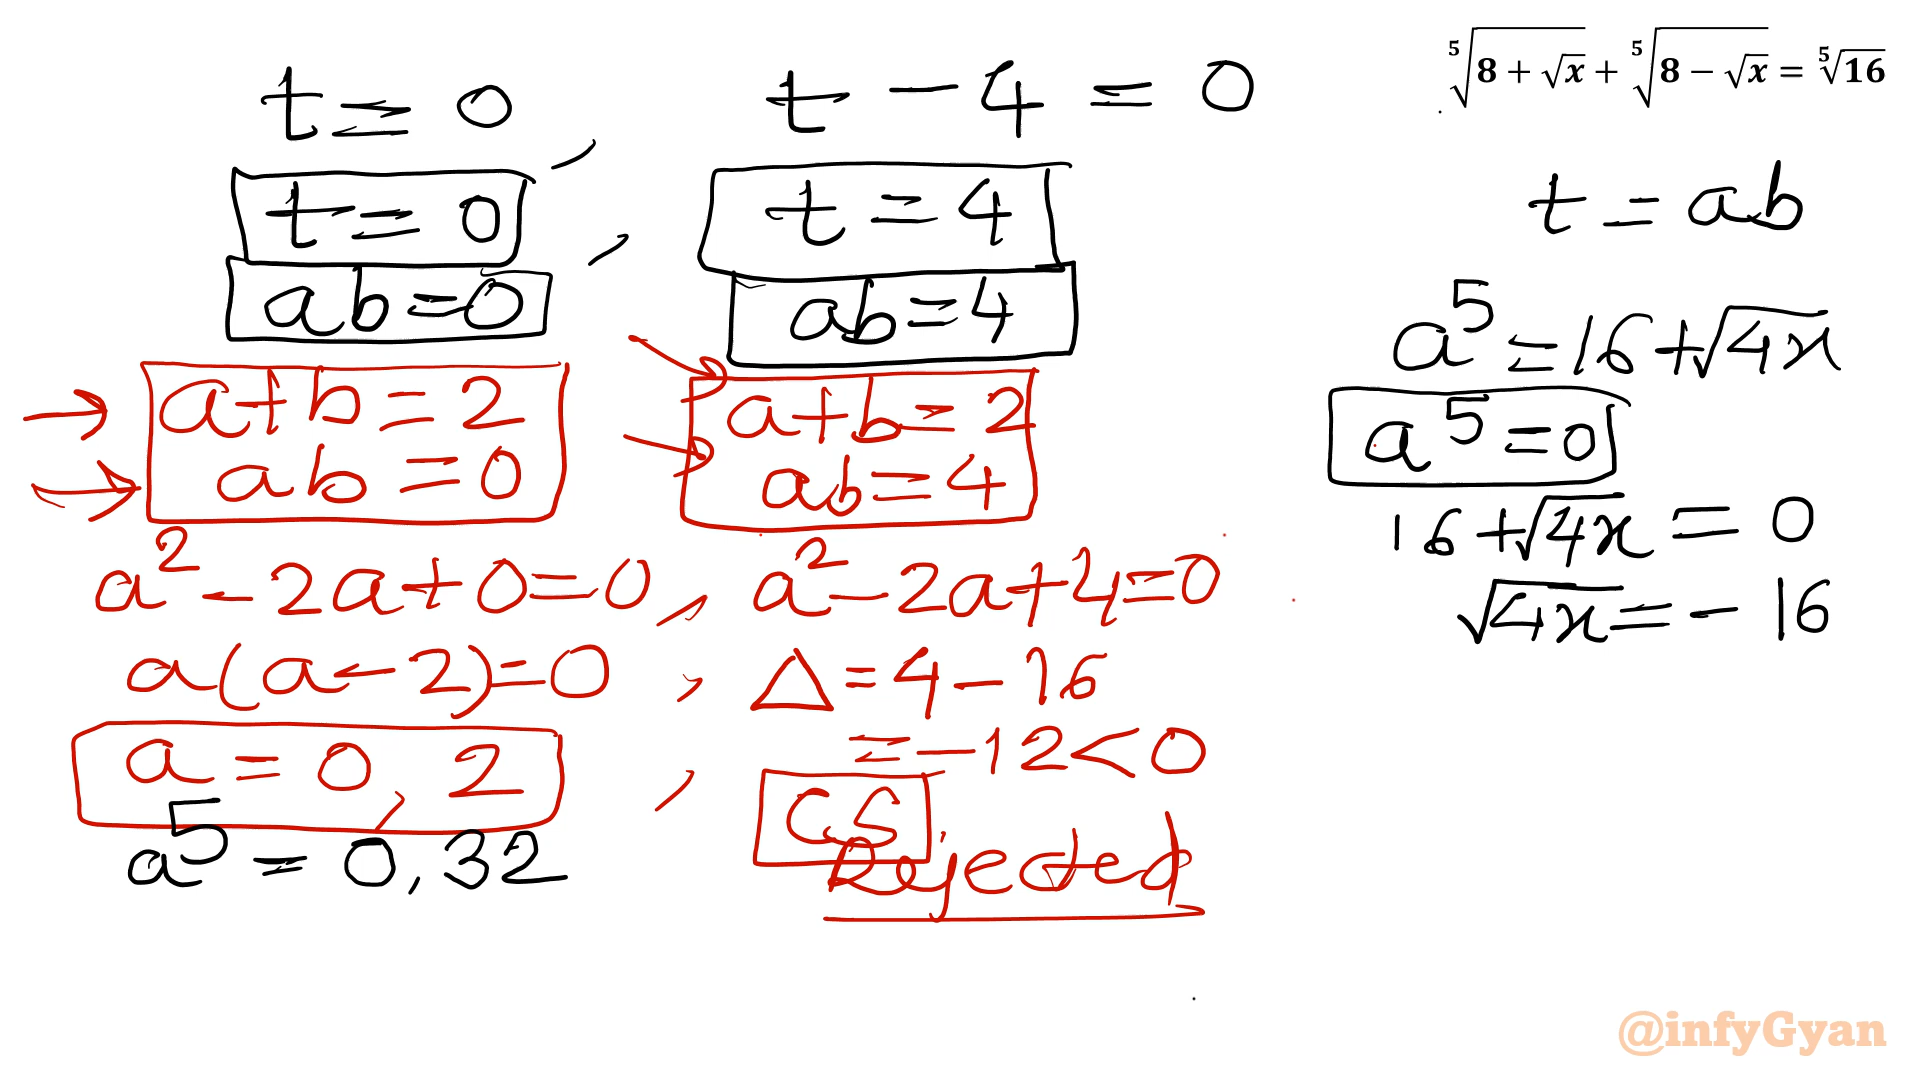 t = 0 , t - 4 = 0
t = 0 , t = 4
ab = 0
ab = 4
a+b = 2
ab = 0
a+b = 2
ab = 4
a² - 2a + 0 = 0 , a² - 2a + 4 = 0
a(a - 2) = 0 , Δ = 4 - 16
= -12 < 0
a = 0, 2 , CS
Rejected
a⁵ = 0, 32
⁵√(8 + √x) + ⁵√(8 − √x) = ⁵√16
t = ab
a⁵ = 16 + √4x
a⁵ = 0
16 + √4x = 0
√4x = - 16
@infyGyan